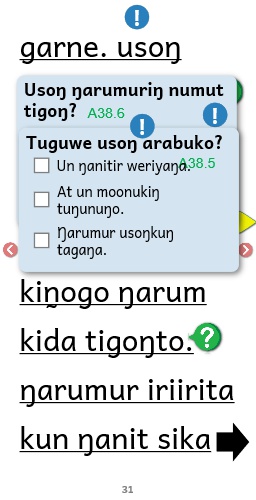 garne. usoŋ
Usoŋ ŋarumuriŋ numut
tigoŋ? A38.6
Tuguwe usoŋ arabuko?
Un ŋanitir weriyaŋa. A38.5
At un moonukiŋ
tuŋunuŋo.
Ŋarumur usoŋkuŋ
tagaŋa.
kiŋogo ŋarum
kida tigoŋto.
ŋarumur iriirita
kun ŋanit sika
31